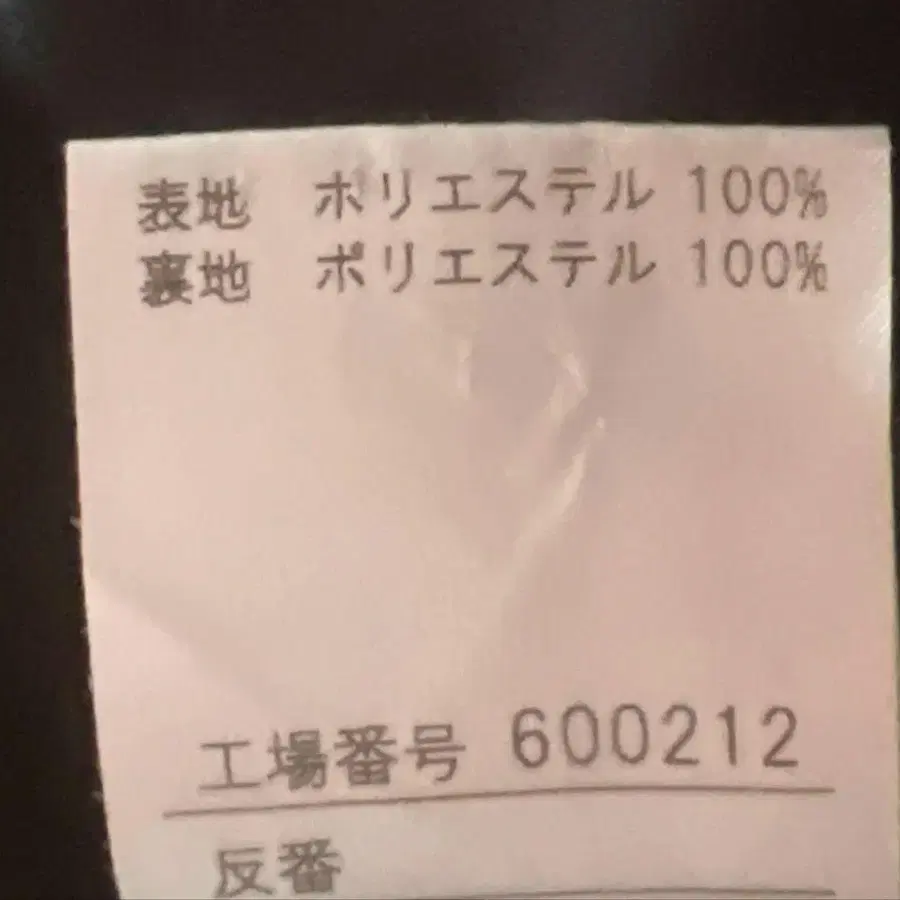 表地　ポリエステル 100%
裏地　ポリエステル 100%
工場番号 600212
反番